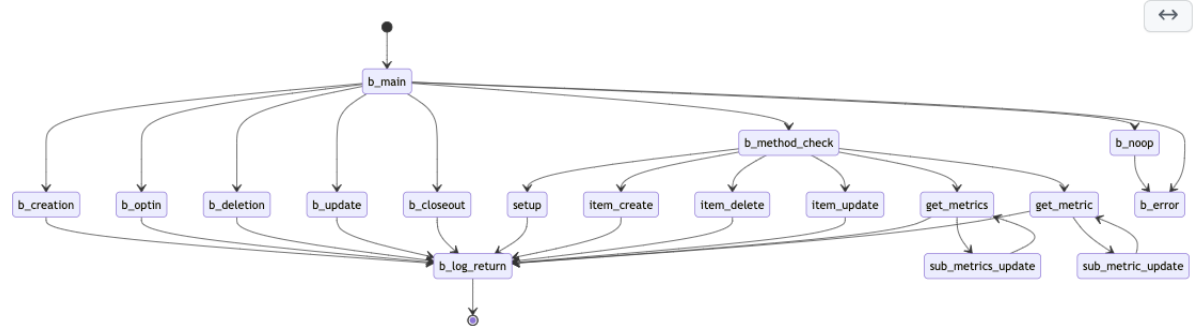 b_main
b_method_check
b_noop
b_creation
b_optin
b_deletion
b_update
b_closeout
setup
item_create
item_delete
item_update
get_metrics
get_metric
b_error
b_log_return
sub_metrics_update
sub_metric_update